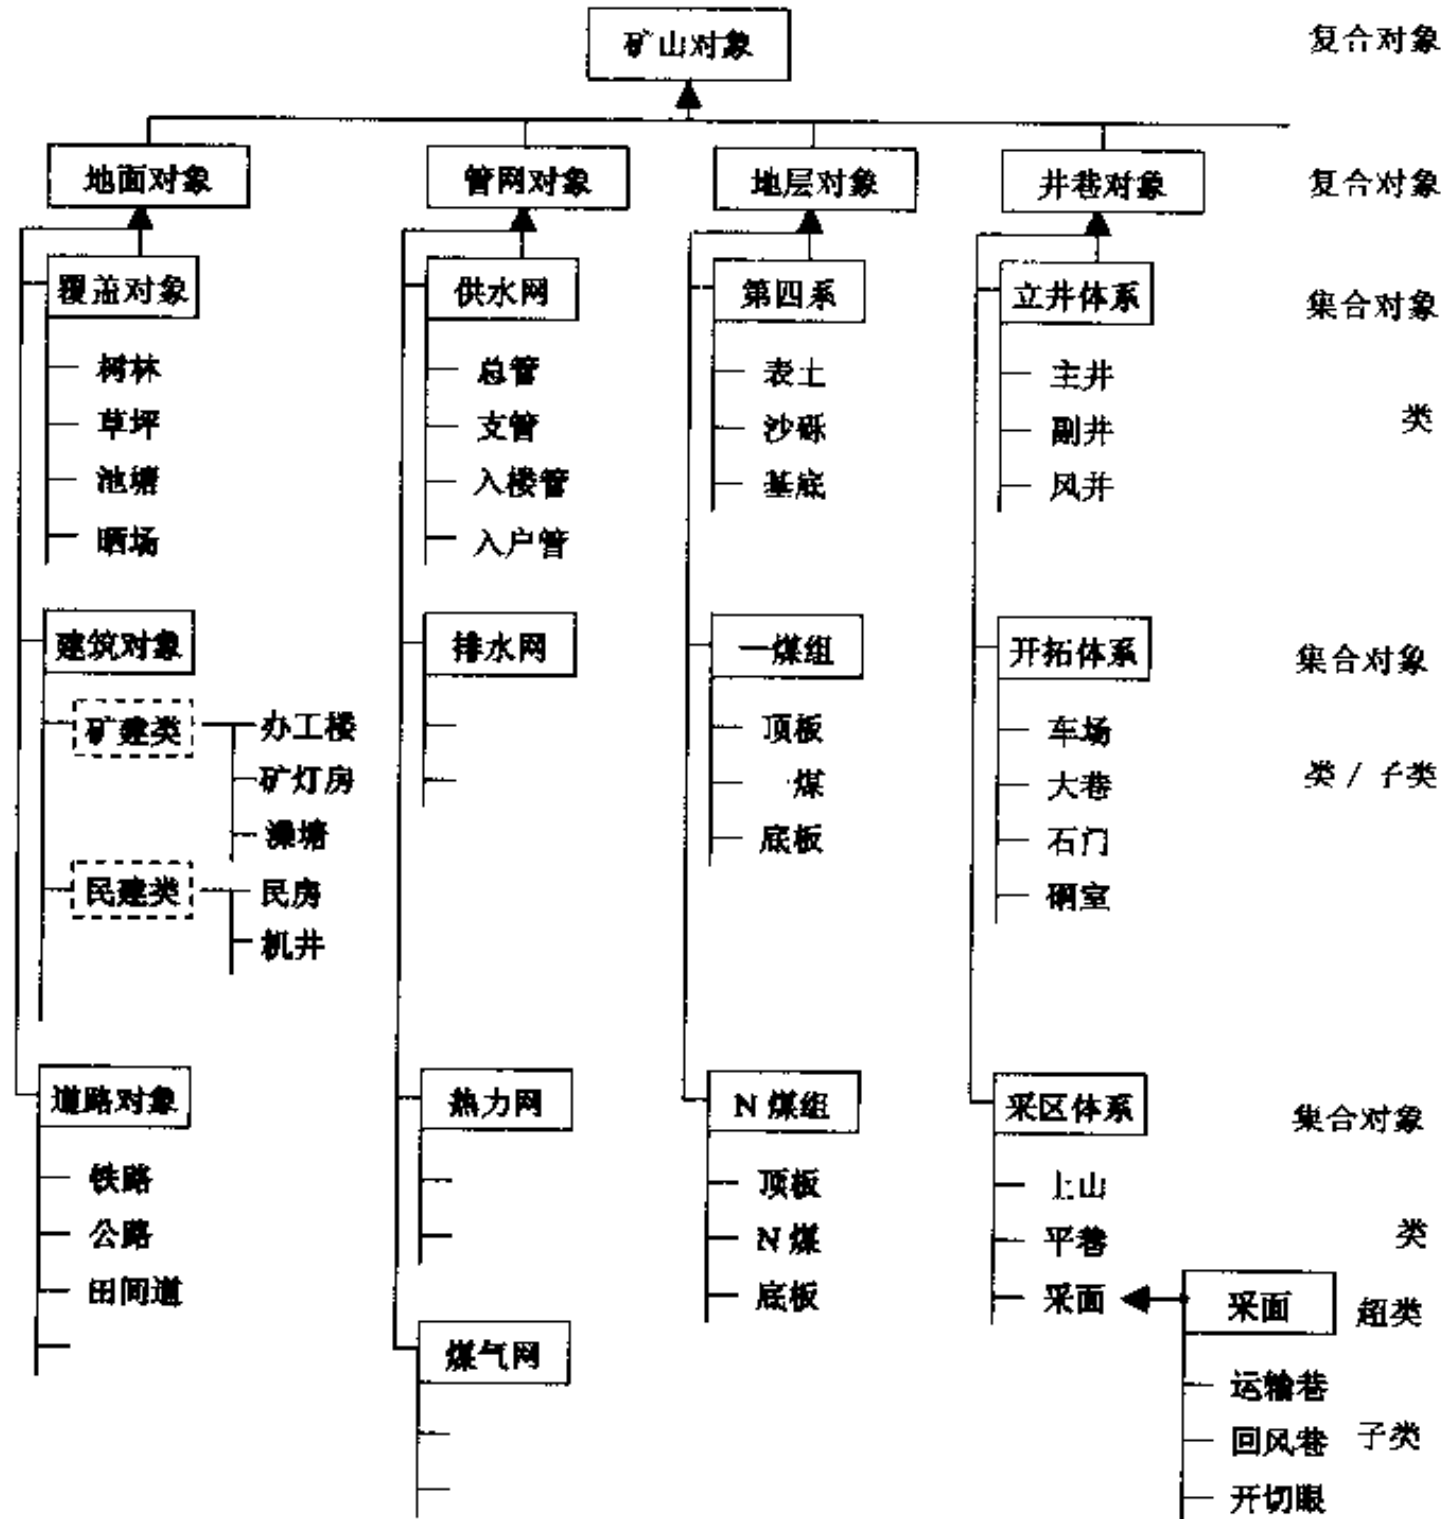 矿山对象 复合对象
地面对象 管网对象 地层对象 井巷对象 复合对象
覆盖对象 供水网 第四系 立井体系 集合对象
树林 总管 表土 主井
草坪 支管 沙砾 副井 类
池塘 入楼管 基底 风井
晒场 入户管
建筑对象 排水网 一煤组 开拓体系 集合对象
矿建类 办工楼 顶板 车场
矿灯房 煤 大巷 类/子类
澡塘 底板 石门
民建类 民房 硐室
机井
道路对象 热力网 N煤组 采区体系 集合对象
铁路 顶板 上山
公路 N煤 平巷 类
田间道 底板 采面 采面 超类
煤气网
运输巷
回风巷 子类
开切眼